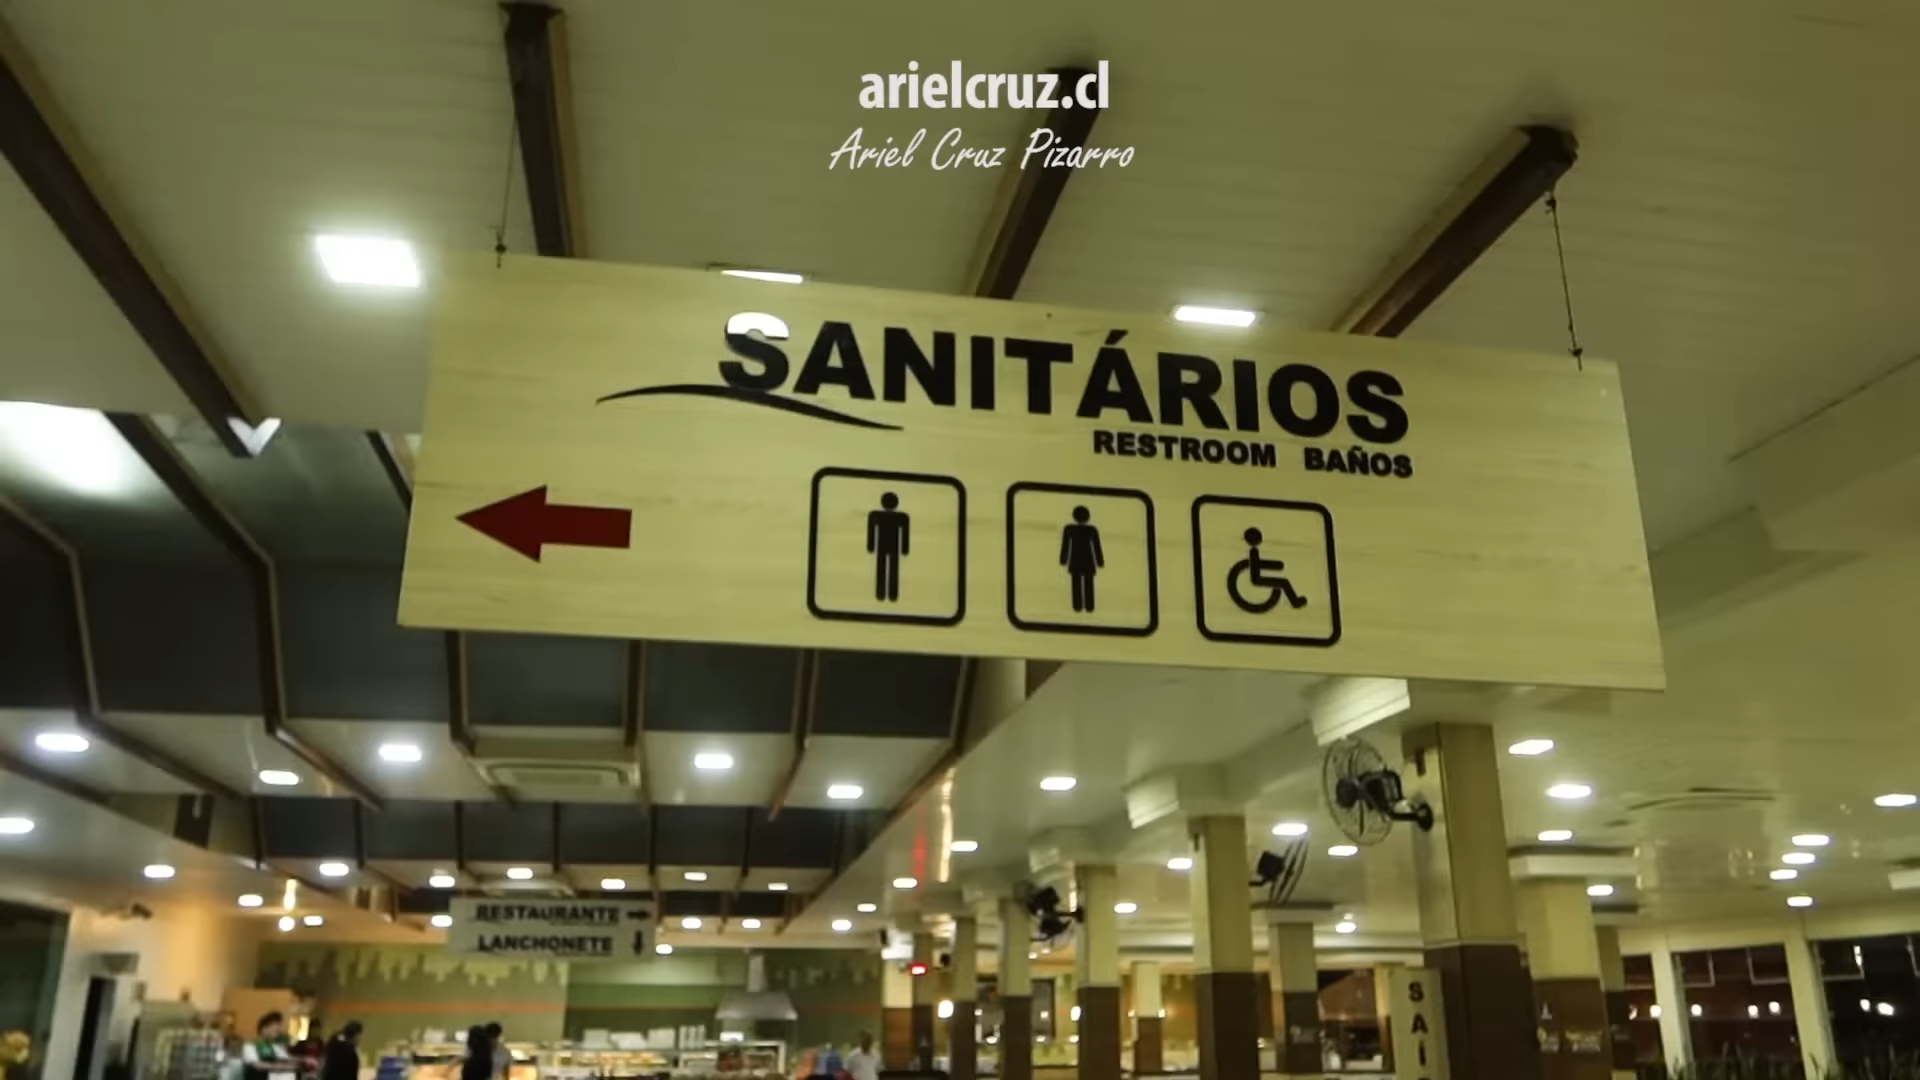 arielcruz.cl
Ariel Cruz Pizarro
SANITÁRIOS
RESTROOM BAÑOS
RESTAURANTE
LANCHONETE